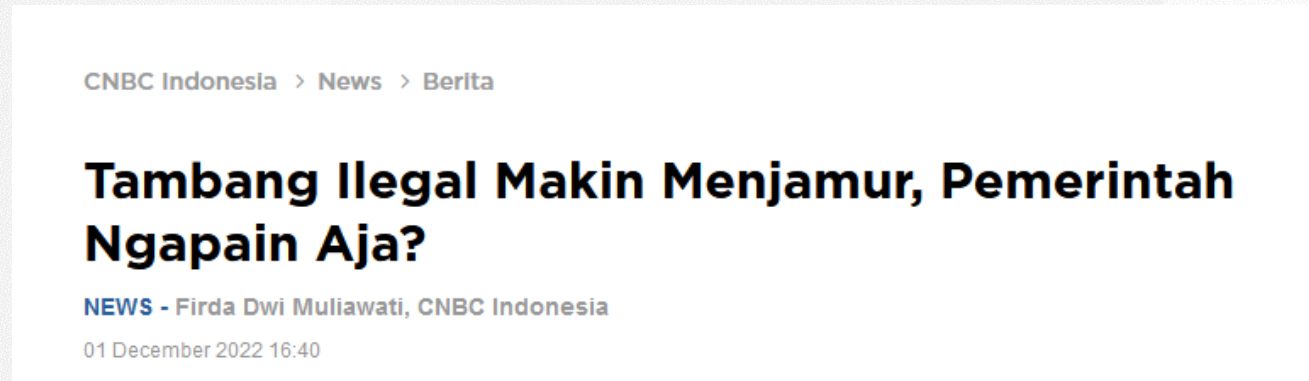 CNBC Indonesia > News > Berita
Tambang Ilegal Makin Menjamur, Pemerintah
Ngapain Aja?
NEWS - Firda Dwi Muliawati, CNBC Indonesia
01 December 2022 16:40